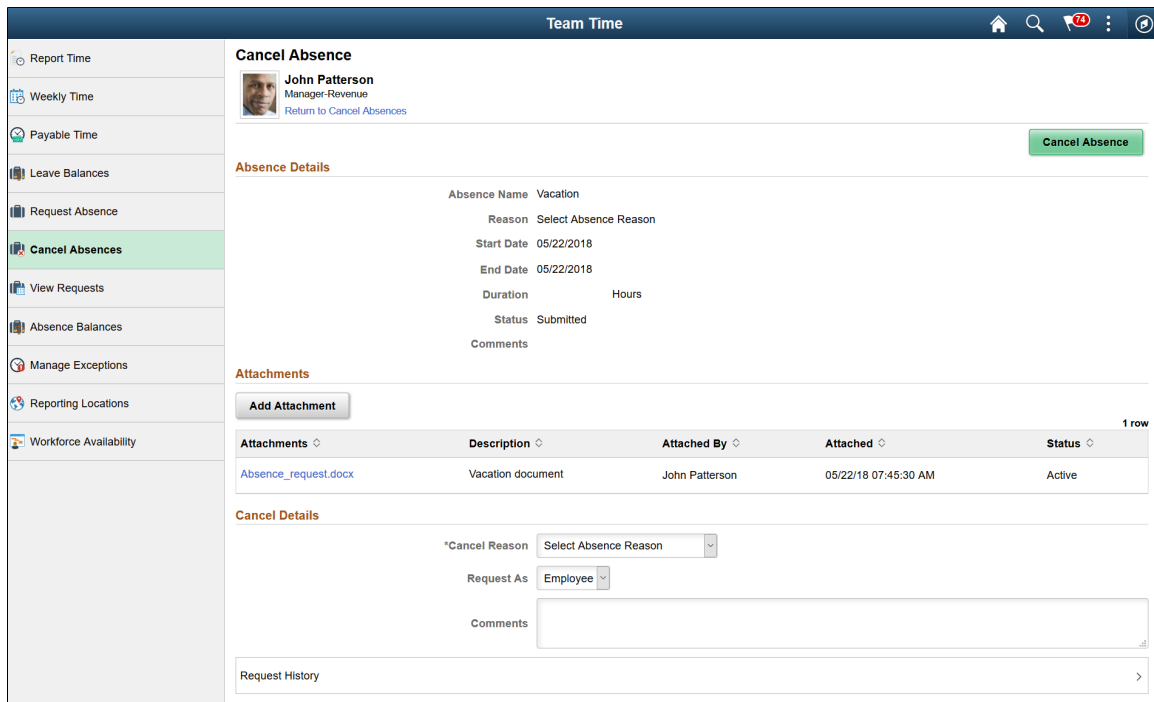 Team Time
74
Report Time
Weekly Time
Payable Time
Leave Balances
Request Absence
Cancel Absences
View Requests
Absence Balances
Manage Exceptions
Reporting Locations
Workforce Availability
Cancel Absence
John Patterson
Manager-Revenue
Return to Cancel Absences
Cancel Absence
Absence Details
Absence Name Vacation
Reason Select Absence Reason
Start Date 05/22/2018
End Date 05/22/2018
Duration Hours
Status Submitted
Comments
Attachments
Add Attachment
1 row
Attachments Description Attached By Attached Status
Absence_request.docx Vacation document John Patterson 05/22/18 07:45:30 AM Active
Cancel Details
*Cancel Reason Select Absence Reason
Request As Employee
Comments
Request History